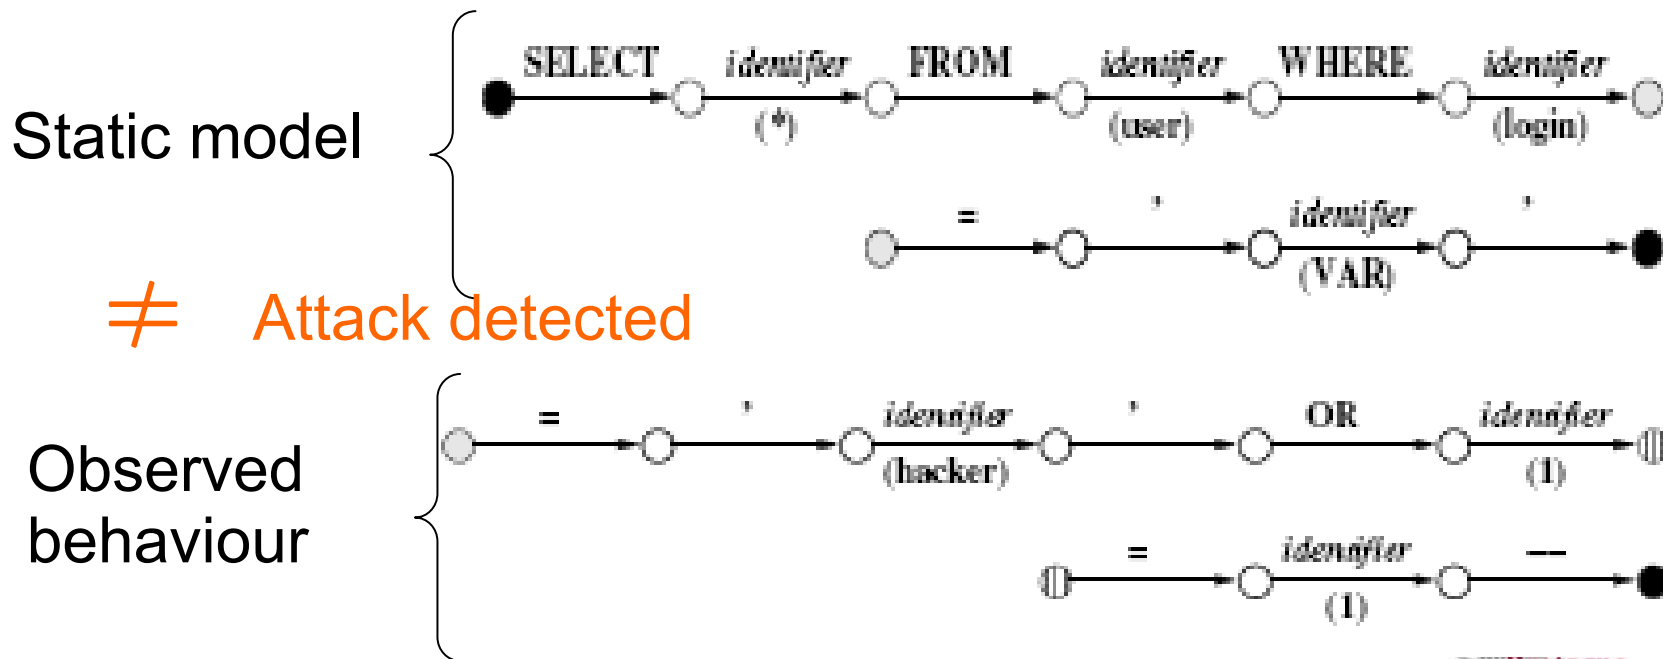 SELECT identifier FROM identifier WHERE identifier
(*) (user) (login)
Static model
= ' identifier '
(VAR)
≠ Attack detected
= ' identifier ' OR identifier
(hacker) (1)
Observed
behaviour
= identifier --
(1)